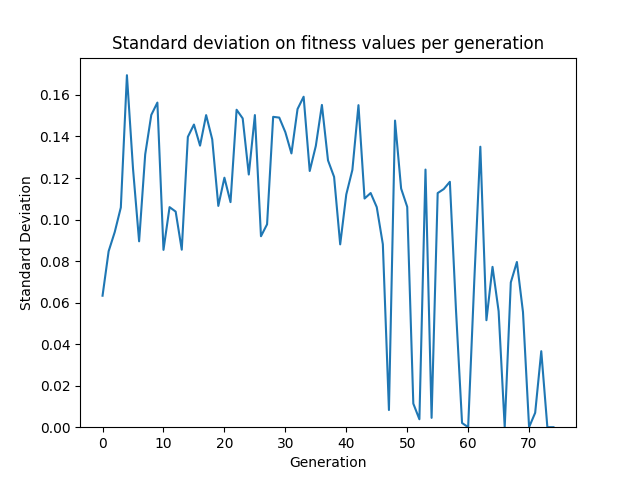 Standard deviation on fitness values per generation
Standard Deviation
0.16
0.14
0.12
0.10
0.08
0.06
0.04
0.02
0.00
0 10 20 30 40 50 60 70
Generation